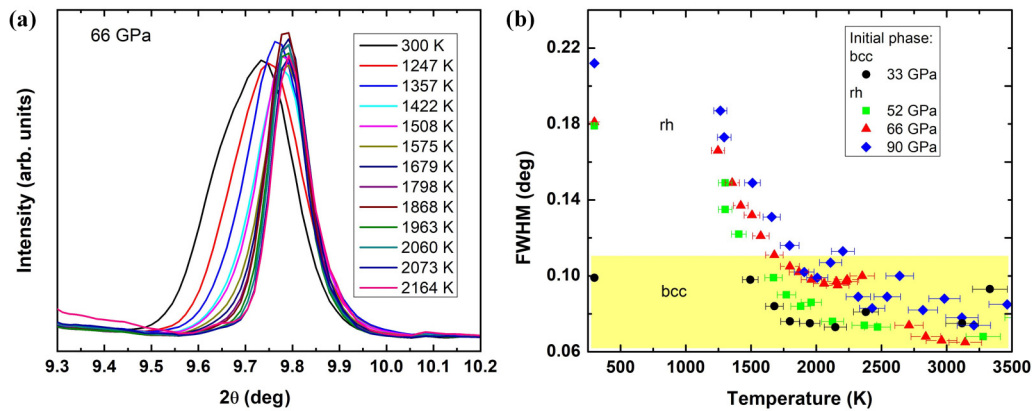 (a)
66 GPa
300 K
1247 K
1357 K
1422 K
1508 K
1575 K
1679 K
1798 K
1868 K
1963 K
2060 K
2073 K
2164 K
Intensity (arb. units)
9.3 9.4 9.5 9.6 9.7 9.8 9.9 10.0 10.1 10.2
2θ (deg)
(b)
Initial phase:
bcc
33 GPa
rh
52 GPa
66 GPa
90 GPa
rh
bcc
0.22
0.18
0.14
0.10
0.06
FWHM (deg)
500 1000 1500 2000 2500 3000 3500
Temperature (K)